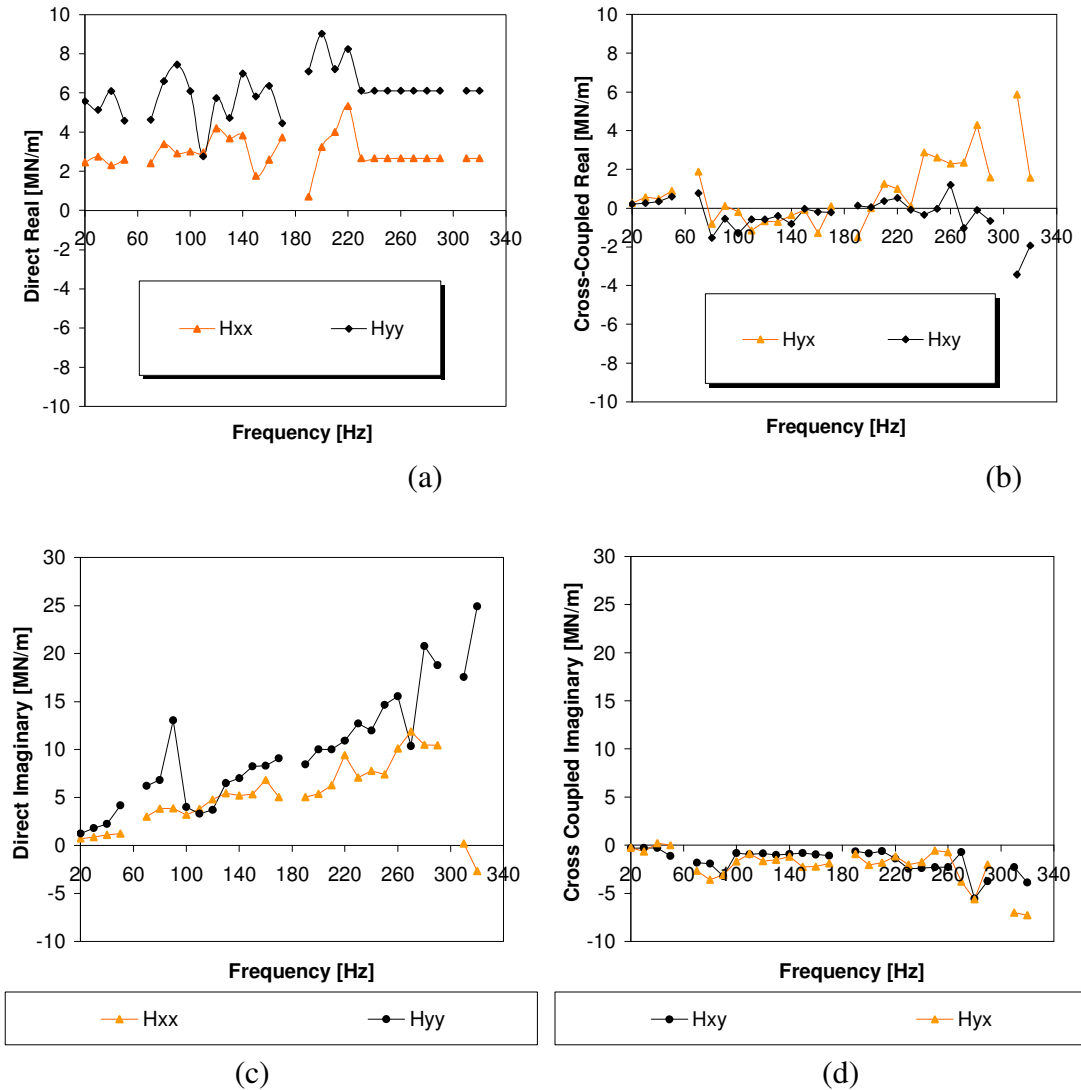 10
8
6
4
2
0
-2
-4
-6
-8
-10
20 60 100 140 180 220 260 300 340
Direct Real [MN/m]
Frequency [Hz]
Hxx Hyy
(a)
10
8
6
4
2
0
-2
-4
-6
-8
-10
20 60 100 140 180 220 260 300 340
Cross-Coupled Real [MN/m]
Frequency [Hz]
Hyx Hxy
(b)
30
25
20
15
10
5
0
-5
-10
20 60 100 140 180 220 260 300 340
Direct Imaginary [MN/m]
Frequency [Hz]
Hxx Hyy
(c)
30
25
20
15
10
5
0
-5
-10
20 60 100 140 180 220 260 300 340
Cross Coupled Imaginary [MN/m]
Frequency [Hz]
Hxy Hyx
(d)